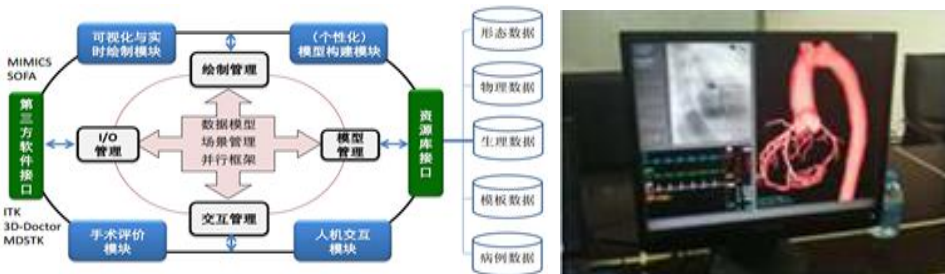 可视化与实
时绘制模块
（个性化）
模型构建模块
MIMICS
SOFA
绘制管理
第三方软件接口
I/O
管理
数据模型
场景管理
并行框架
模型
管理
资源库接口
交互管理
ITK
3D-Doctor
MDSTK
手术评价
模块
人机交互
模块
形态数据
物理数据
生理数据
模板数据
病例数据